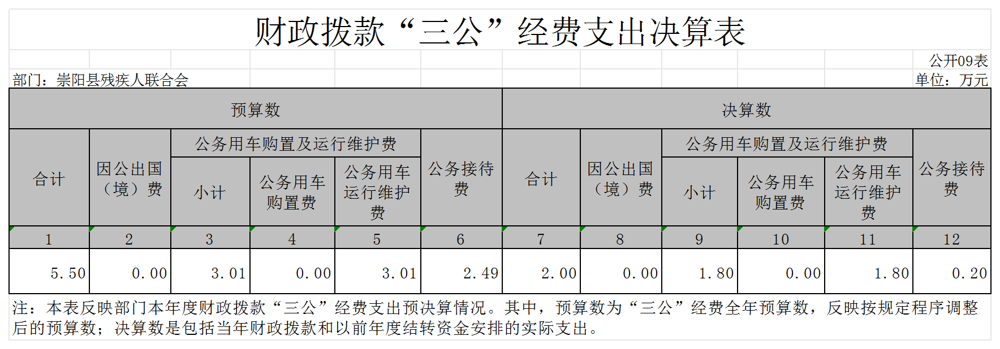 财政拨款“三公”经费支出决算表
公开09表
部门：崇阳县残疾人联合会 单位：万元
预算数 决算数
合计 因公出国（境）费 公务用车购置及运行维护费 公务接待费 合计 因公出国（境）费 公务用车购置及运行维护费 公务接待费
小计 公务用车购置费 公务用车运行维护费 小计 公务用车购置费 公务用车运行维护费
1 2 3 4 5 6 7 8 9 10 11 12
5.50 0.00 3.01 0.00 3.01 2.49 2.00 0.00 1.80 0.00 1.80 0.20
注：本表反映部门本年度财政拨款“三公”经费支出预决算情况。其中，预算数为“三公”经费全年预算数，反映按规定程序调整
后的预算数；决算数是包括当年财政拨款和以前年度结转资金安排的实际支出。